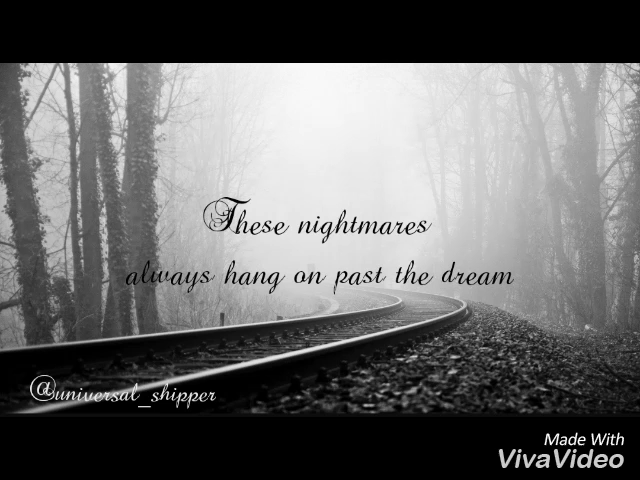 These nightmares
always hang on past the dream
@universal_shipper
Made With
VivaVideo